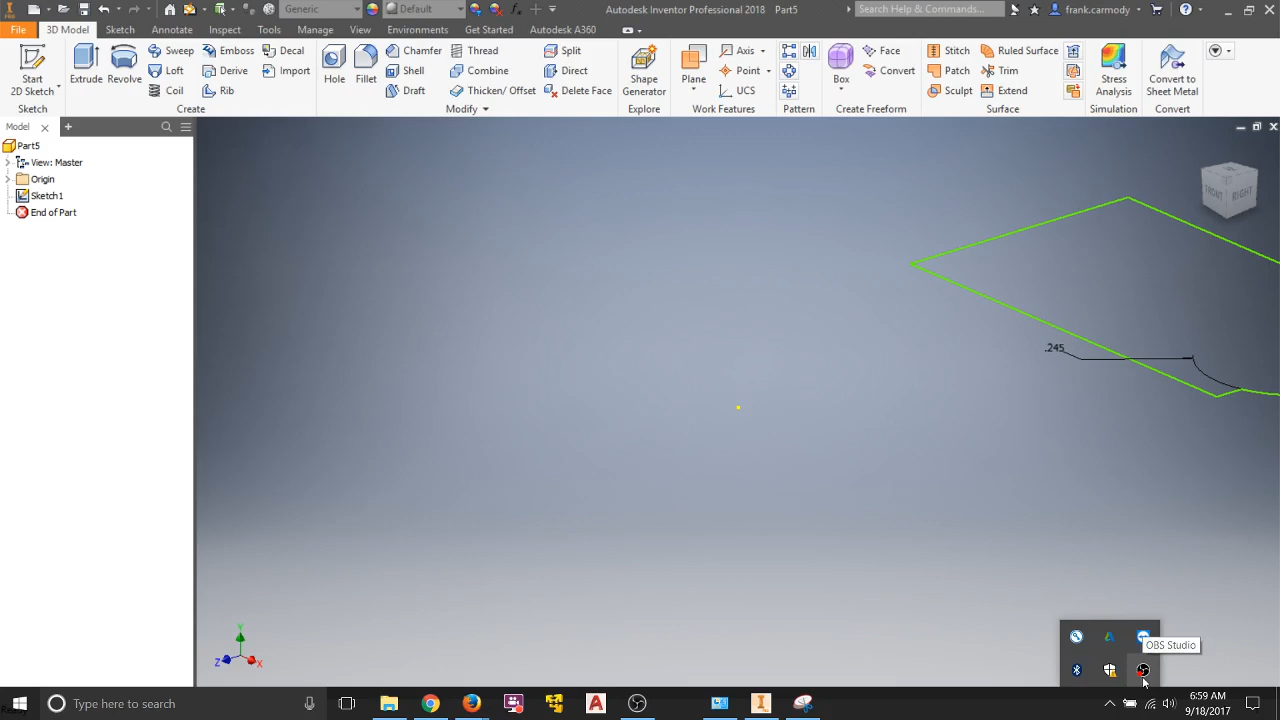 Generic Default Autodesk Inventor Professional 2018 Part5 Search Help & Commands... frank.carmody
File 3D Model Sketch Annotate Inspect Tools Manage View Environments Get Started Autodesk A360
Start 2D Sketch Extrude Revolve Sweep Emboss Decal Hole Fillet Chamfer Thread Split Shape Generator Plane Axis Box Face Stitch Ruled Surface Stress Analysis Convert to Sheet Metal
Loft Derive Import Shell Combine Direct Point Convert Patch Trim
Coil Rib Draft Thicken/ Offset Delete Face UCS Sculpt Extend
Sketch Create Modify Explore Work Features Pattern Create Freeform Surface Simulation Convert
Model
Part5
View: Master
Origin
Sketch1
End of Part
FRONT RIGHT
.245
Y
Z X
OBS Studio
Ready
Type here to search
6:59 AM
9/18/2017